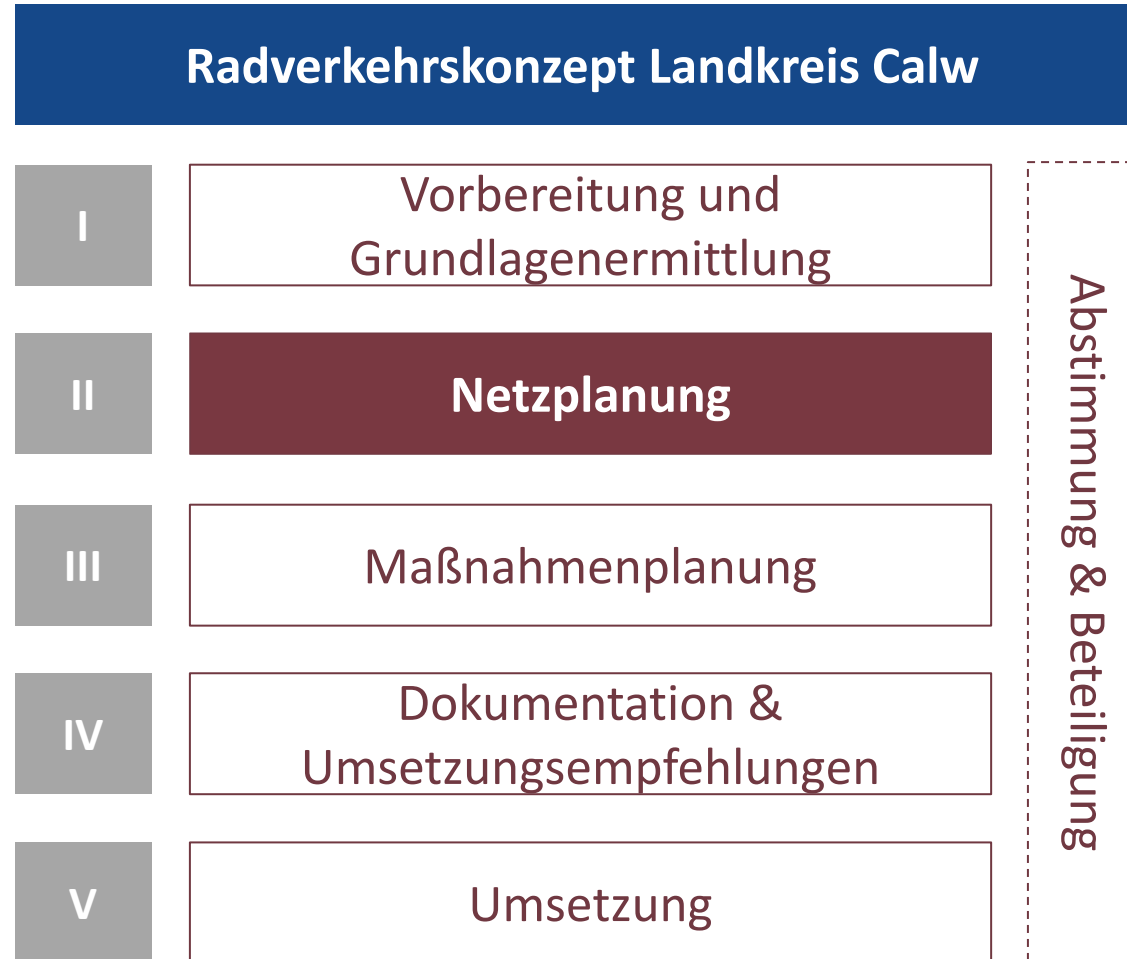 Radverkehrskonzept Landkreis Calw
I
Vorbereitung und
Grundlagenermittlung
II
Netzplanung
III
Maßnahmenplanung
IV
Dokumentation &
Umsetzungsempfehlungen
V
Umsetzung
Abstimmung & Beteiligung